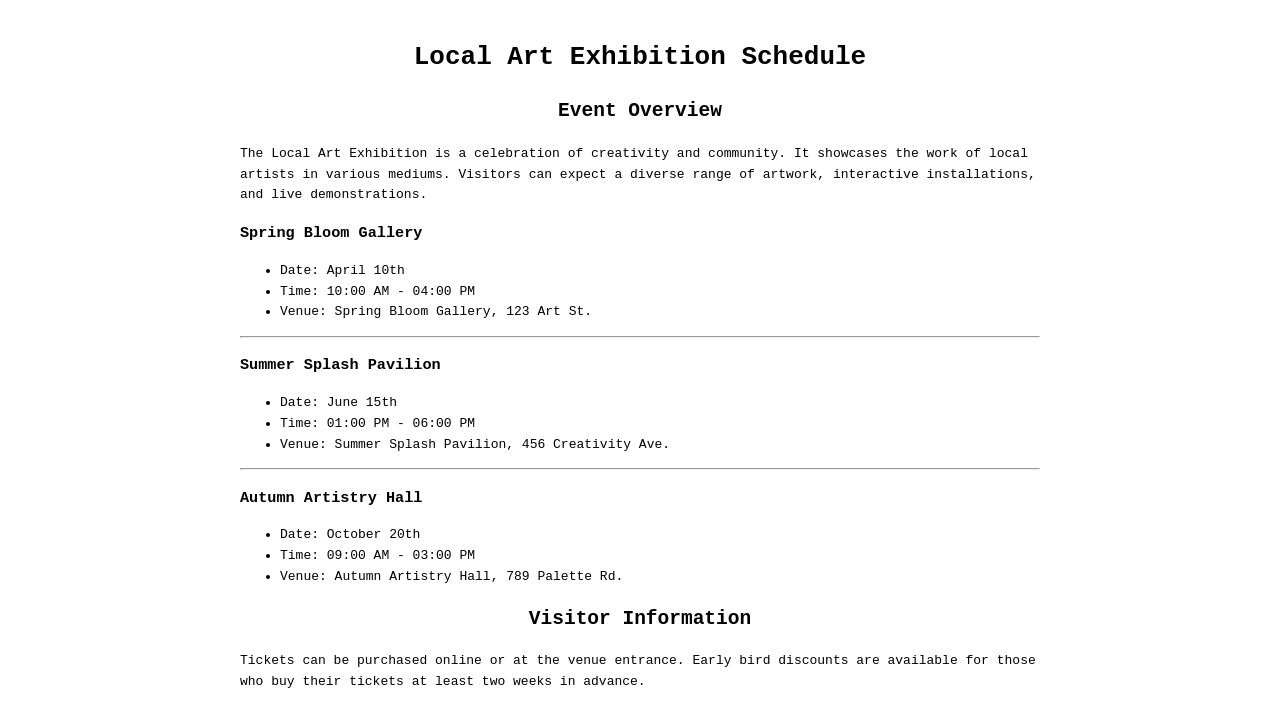 Local Art Exhibition Schedule
Event Overview
The Local Art Exhibition is a celebration of creativity and community. It showcases the work of local
artists in various mediums. Visitors can expect a diverse range of artwork, interactive installations,
and live demonstrations.
Spring Bloom Gallery
• Date: April 10th
• Time: 10:00 AM - 04:00 PM
• Venue: Spring Bloom Gallery, 123 Art St.
Summer Splash Pavilion
• Date: June 15th
• Time: 01:00 PM - 06:00 PM
• Venue: Summer Splash Pavilion, 456 Creativity Ave.
Autumn Artistry Hall
• Date: October 20th
• Time: 09:00 AM - 03:00 PM
• Venue: Autumn Artistry Hall, 789 Palette Rd.
Visitor Information
Tickets can be purchased online or at the venue entrance. Early bird discounts are available for those
who buy their tickets at least two weeks in advance.